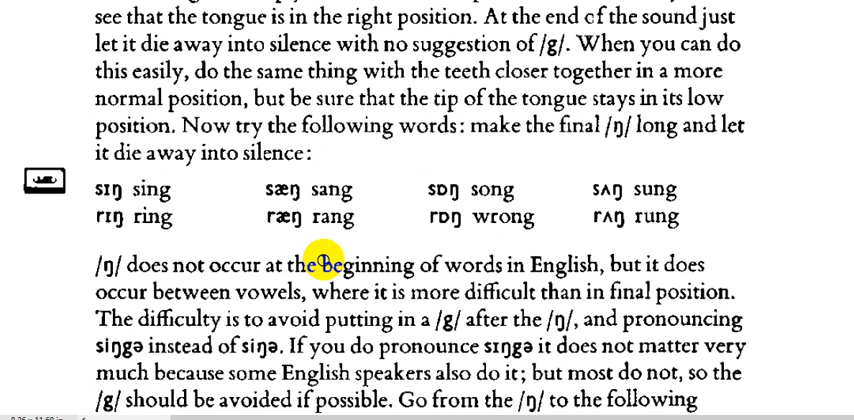 see that the tongue is in the right position. At the end of the sound just
let it die away into silence with no suggestion of /g/. When you can do
this easily, do the same thing with the teeth closer together in a more
normal position, but be sure that the tip of the tongue stays in its low
position. Now try the following words: make the final /ŋ/ long and let
it die away into silence:
sɪŋ sing sæŋ sang sɒŋ song sʌŋ sung
rɪŋ ring ræŋ rang rɒŋ wrong rʌŋ rung
/ŋ/ does not occur at the beginning of words in English, but it does
occur between vowels, where it is more difficult than in final position.
The difficulty is to avoid putting in a /g/ after the /ŋ/, and pronouncing
siŋgə instead of siŋə. If you do pronounce sɪŋgə it does not matter very
much because some English speakers also do it; but most do not, so the
/g/ should be avoided if possible. Go from the /ŋ/ to the following